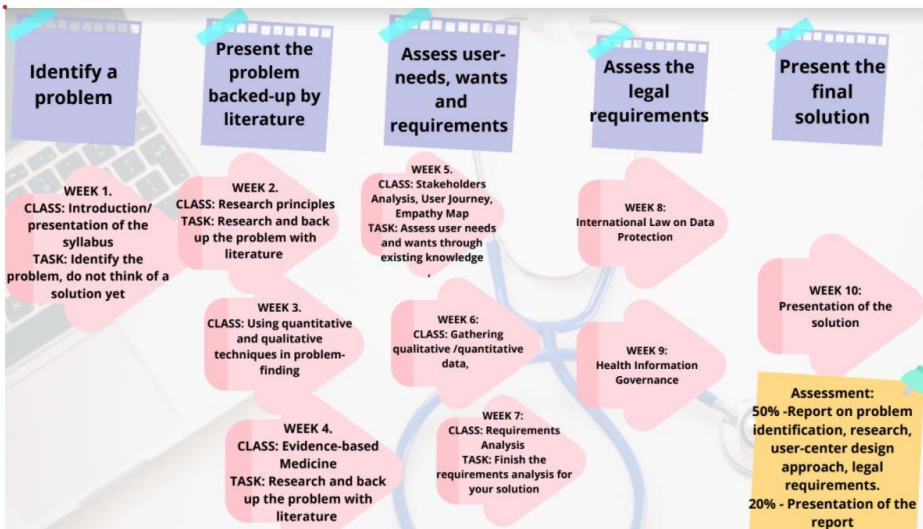 Identify a
problem
Present the
problem
backed-up by
literature
Assess user-
needs, wants
and
requirements
Assess the
legal
requirements
Present the
final
solution
WEEK 1.
CLASS: Introduction/
presentation of the
syllabus
TASK: Identify the
problem, do not think of a
solution yet
WEEK 2.
CLASS: Research principles
TASK: Research and back
up the problem with
literature
WEEK 3.
CLASS: Using quantitative
and qualitative
techniques in problem-
finding
WEEK 4.
CLASS: Evidence-based
Medicine
TASK: Research and back
up the problem with
literature
WEEK 5.
CLASS: Stakeholders
Analysis, User Journey,
Empathy Map
TASK: Assess user needs
and wants through
existing knowledge
,
WEEK 6:
CLASS: Gathering
qualitative /quantitative
data,
WEEK 7:
CLASS: Requirements
Analysis
TASK: Finish the
requirements analysis for
your solution
WEEK 8:
International Law on Data
Protection
WEEK 9:
Health Information
Governance
WEEK 10:
Presentation of the
solution
Assessment:
50% -Report on problem
identification, research,
user-center design
approach, legal
requirements.
20% - Presentation of the
report